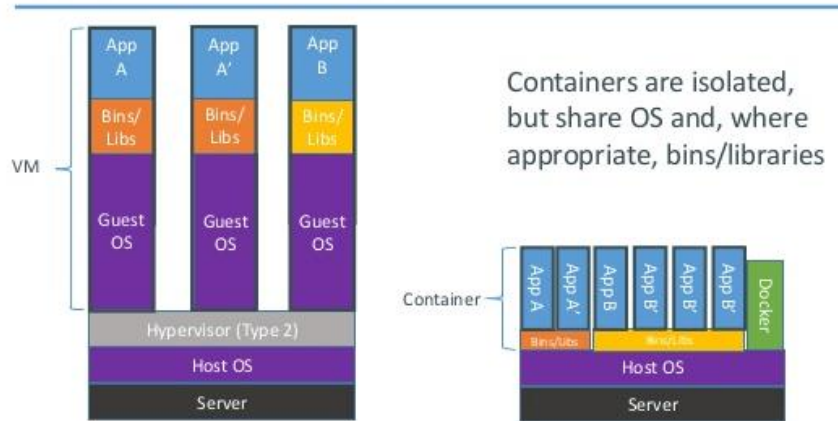 App
A
App
A’
App
B
Bins/
Libs
Bins/
Libs
Bins/
Libs
VM
Guest
OS
Guest
OS
Guest
OS
Hypervisor (Type 2)
Host OS
Server
Containers are isolated,
but share OS and, where
appropriate, bins/libraries
Container
App A
App A’
App B
App B’
App B’
App B’
Docker
Bins/Libs
Bins/Libs
Host OS
Server